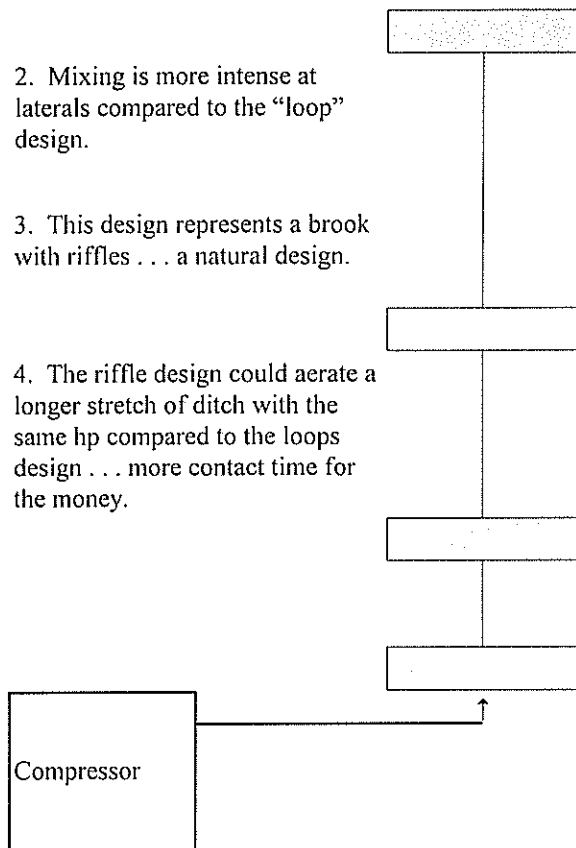 2. Mixing is more intense at
laterals compared to the “loop”
design.
3. This design represents a brook
with riffles . . . a natural design.
4. The riffle design could aerate a
longer stretch of ditch with the
same hp compared to the loops
design . . . more contact time for
the money.
Compressor